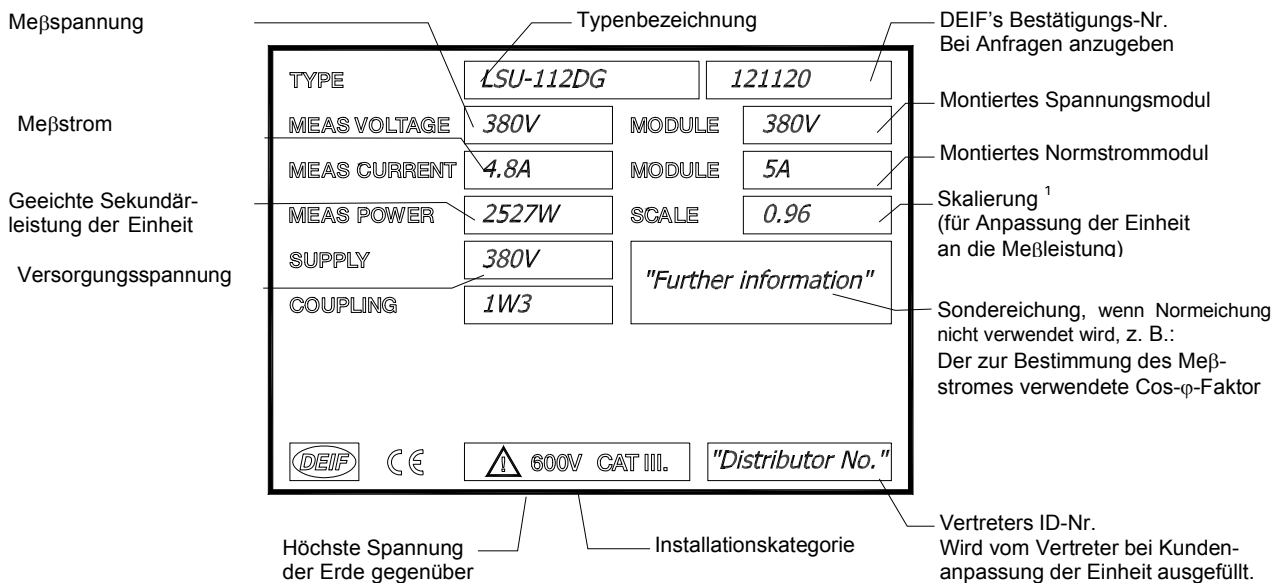 Meβspannung
Typenbezeichnung
DEIF's Bestätigungs-Nr.
Bei Anfragen anzugeben
TYPE LSU-112DG 121120
Meβstrom
MEAS VOLTAGE 380V MODULE 380V
Montiertes Spannungsmodul
MEAS CURRENT 4.8A MODULE 5A
Montiertes Normstrommodul
Geeichte Sekundär-
leistung der Einheit
MEAS POWER 2527W SCALE 0.96
Skalierung ¹
(für Anpassung der Einheit
an die Meßleistung)
Versorgungsspannung
SUPPLY 380V
"Further information"
COUPLING 1W3
Sondereichung, wenn Normeichung
nicht verwendet wird, z. B.:
Der zur Bestimmung des Meβ-
stromes verwendete Cos-φ-Faktor
DEIF CE ! 600V CAT III. "Distributor No."
Höchste Spannung
der Erde gegenüber
Installationskategorie
Vertreters ID-Nr.
Wird vom Vertreter bei Kunden-
anpassung der Einheit ausgefüllt.